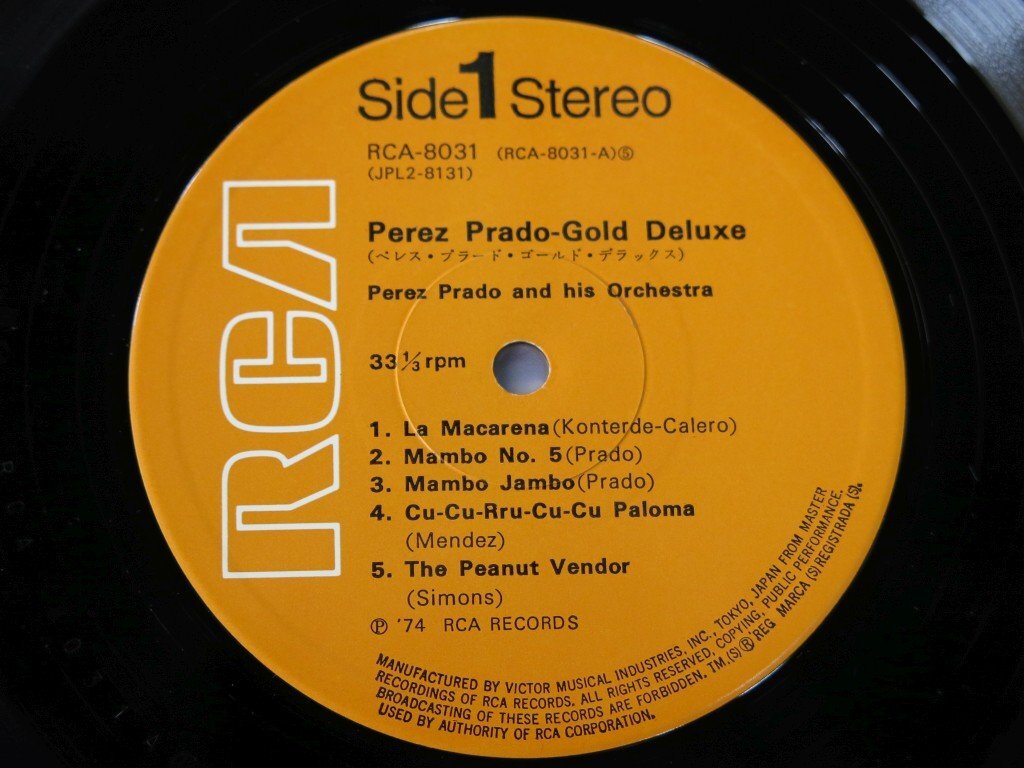 Side 1 Stereo
RCA-8031 (RCA-8031-A)⑤
(JPL2-8131)
RCA
Perez Prado-Gold Deluxe
(ペレス・プラード・ゴールド・デラックス)
Perez Prado and his Orchestra
33 1/3 rpm
1. La Macarena (Konterde-Calero)
2. Mambo No. 5 (Prado)
3. Mambo Jambo (Prado)
4. Cu-Cu-Rru-Cu-Cu Paloma
(Mendez)
5. The Peanut Vendor
(Simons)
℗ '74 RCA RECORDS
MANUFACTURED BY VICTOR MUSICAL INDUSTRIES, INC., TOKYO, JAPAN FROM MASTER
RECORDINGS OF RCA RECORDS. ALL RIGHTS RESERVED, COPYING, PUBLIC PERFORMANCE,
BROADCASTING OF THESE RECORDS ARE FORBIDDEN. TM.(S) ® REG MARCA (S) REGISTRADA (S).
USED BY AUTHORITY OF RCA CORPORATION.